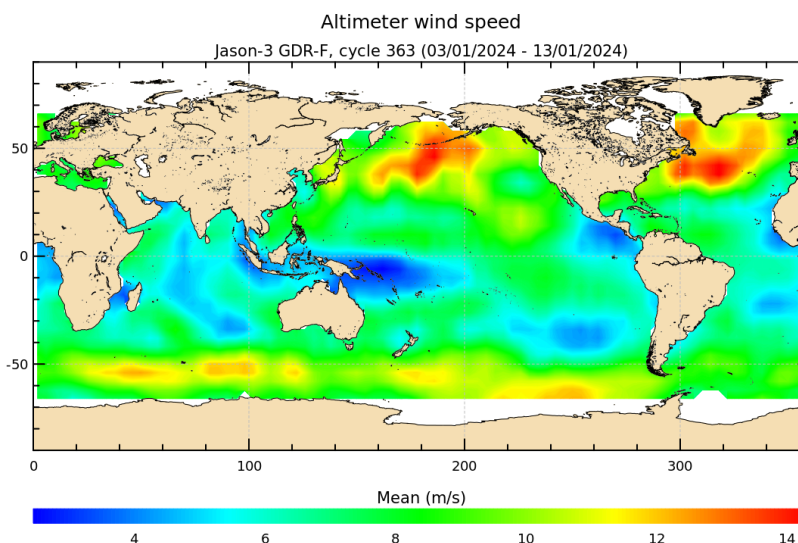 Altimeter wind speed
Jason-3 GDR-F, cycle 363 (03/01/2024 - 13/01/2024)
50
0
-50
0 100 200 300
Mean (m/s)
4 6 8 10 12 14